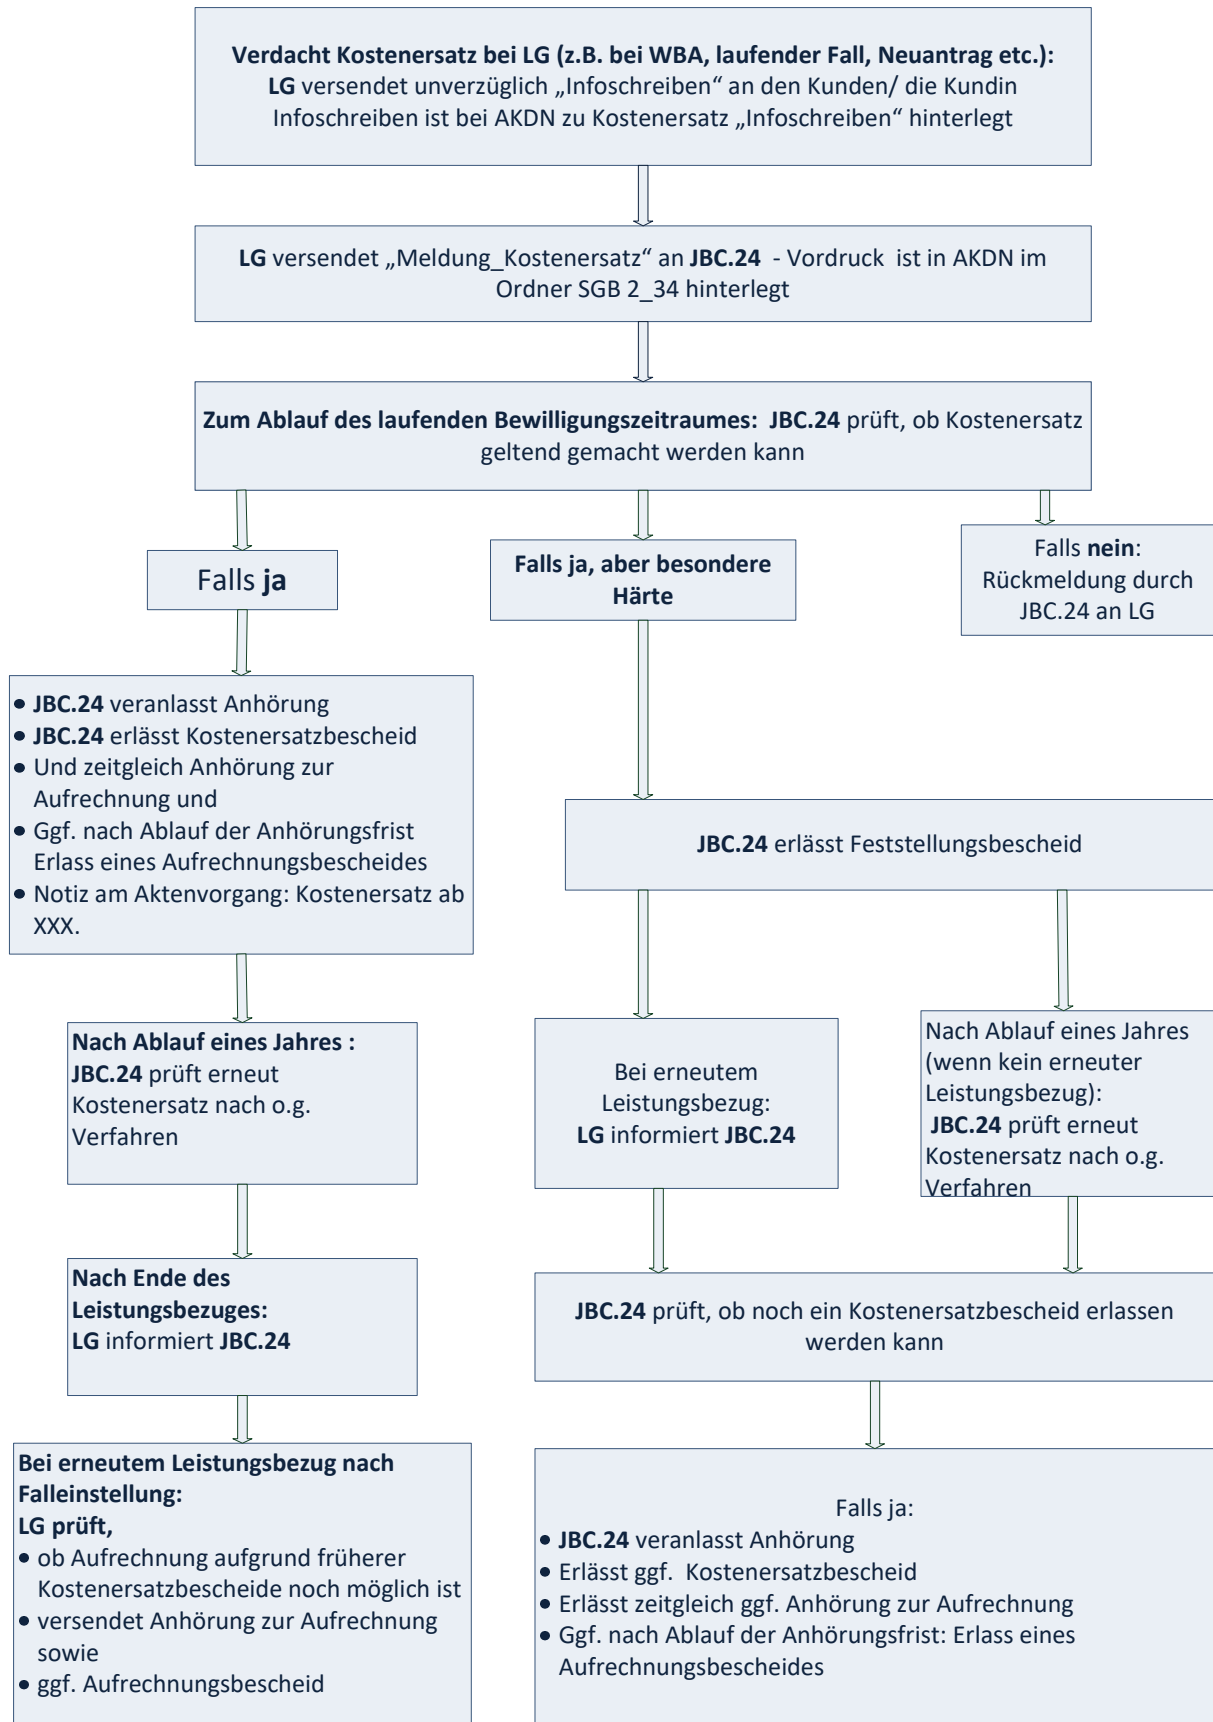 Verdacht Kostenersatz bei LG (z.B. bei WBA, laufender Fall, Neuantrag etc.):
LG versendet unverzüglich „Infoschreiben“ an den Kunden/ die Kundin
Infoschreiben ist bei AKDN zu Kostenersatz „Infoschreiben“ hinterlegt
LG versendet „Meldung_Kostenersatz“ an JBC.24 - Vordruck ist in AKDN im
Ordner SGB 2_34 hinterlegt
Zum Ablauf des laufenden Bewilligungszeitraumes: JBC.24 prüft, ob Kostenersatz
geltend gemacht werden kann
Falls ja
Falls ja, aber besondere
Härte
Falls nein:
Rückmeldung durch
JBC.24 an LG
• JBC.24 veranlasst Anhörung
• JBC.24 erlässt Kostenersatzbescheid
• Und zeitgleich Anhörung zur
Aufrechnung und
• Ggf. nach Ablauf der Anhörungsfrist
Erlass eines Aufrechnungsbescheides
• Notiz am Aktenvorgang: Kostenersatz ab
XXX.
JBC.24 erlässt Feststellungsbescheid
Nach Ablauf eines Jahres :
JBC.24 prüft erneut
Kostenersatz nach o.g.
Verfahren
Bei erneutem
Leistungsbezug:
LG informiert JBC.24
Nach Ablauf eines Jahres
(wenn kein erneuter
Leistungsbezug):
JBC.24 prüft erneut
Kostenersatz nach o.g.
Verfahren
Nach Ende des
Leistungsbezuges:
LG informiert JBC.24
JBC.24 prüft, ob noch ein Kostenersatzbescheid erlassen
werden kann
Bei erneutem Leistungsbezug nach
Falleinstellung:
LG prüft,
• ob Aufrechnung aufgrund früherer
Kostenersatzbescheide noch möglich ist
• versendet Anhörung zur Aufrechnung
sowie
• ggf. Aufrechnungsbescheid
Falls ja:
• JBC.24 veranlasst Anhörung
• Erlässt ggf. Kostenersatzbescheid
• Erlässt zeitgleich ggf. Anhörung zur Aufrechnung
• Ggf. nach Ablauf der Anhörungsfrist: Erlass eines
Aufrechnungsbescheides